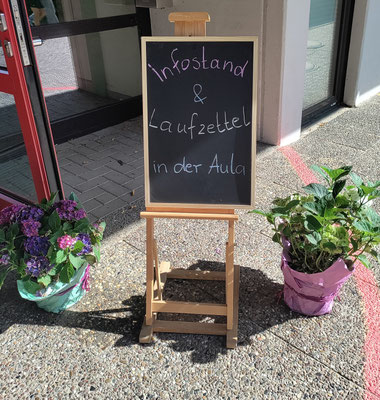 infostand
&
Laufzettel
in der Aula